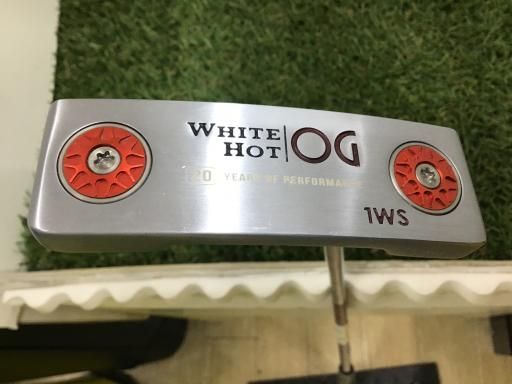 WHITE HOT | OG
20 YEARS OF PERFORMANCE
1WS